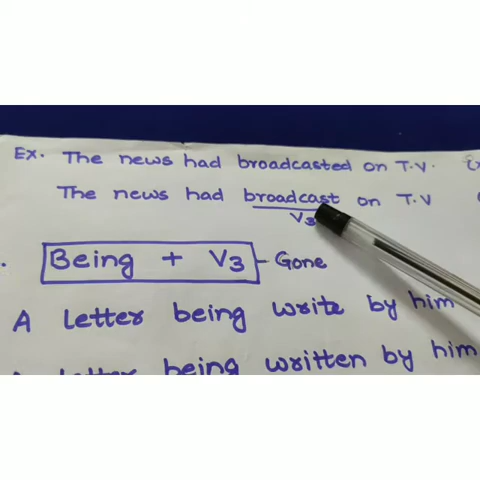 Ex. The news had broadcasted on T.V.
The news had broadcast on T.V
V3
Being + V3 - Gone
A letter being write by him
A letter being written by him